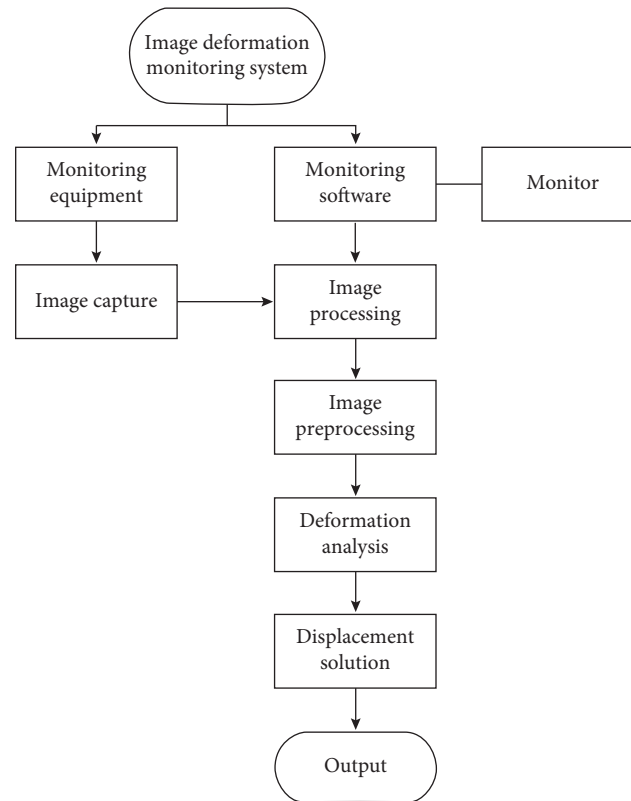 Image deformation
monitoring system
Monitoring
equipment
Monitoring
software
Monitor
Image capture
Image
processing
Image
preprocessing
Deformation
analysis
Displacement
solution
Output